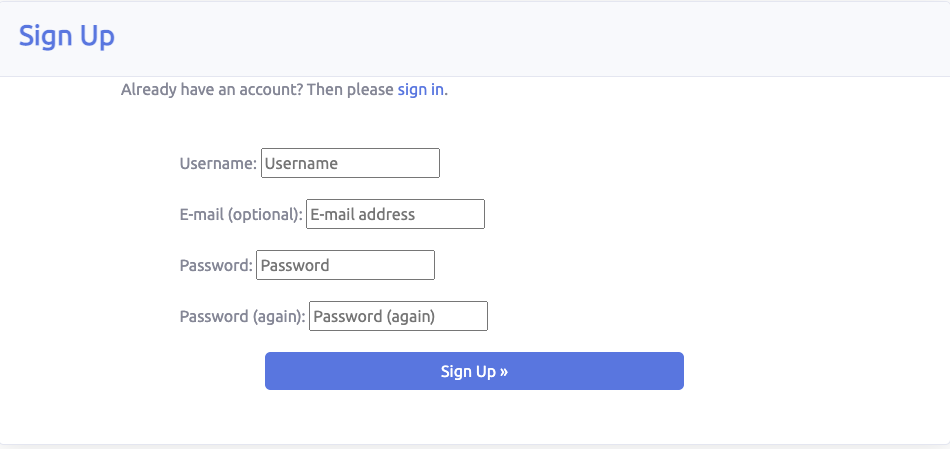 Sign Up
Already have an account? Then please sign in.
Username: Username
E-mail (optional): E-mail address
Password: Password
Password (again): Password (again)
Sign Up »